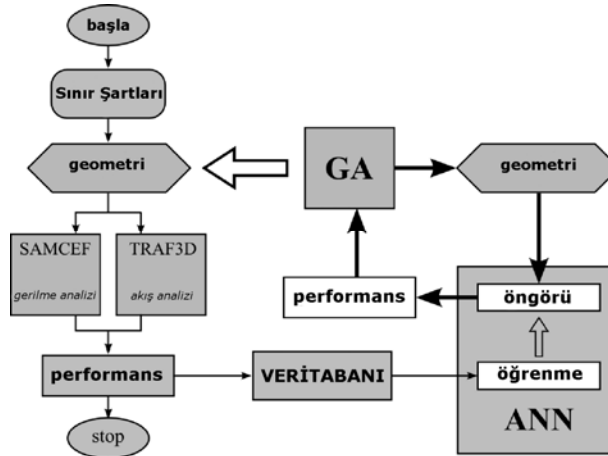 başla
Sınır Şartları
geometri
GA
geometri
SAMCEF
gerilme analizi
TRAF3D
akış analizi
performans
öngörü
performans
VERİTABANI
öğrenme
ANN
stop